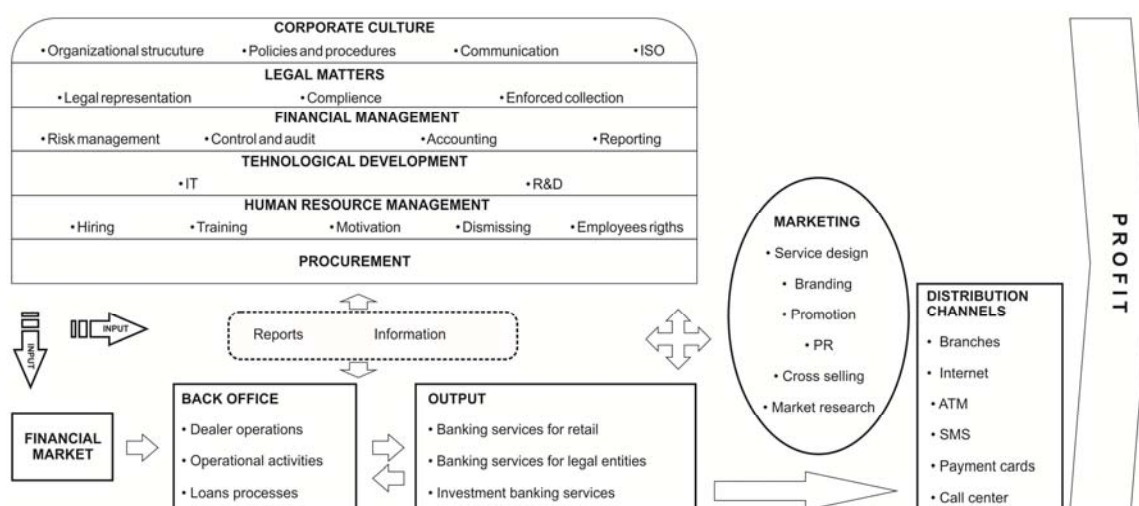 CORPORATE CULTURE
• Organizational strucuture • Policies and procedures • Communication • ISO
LEGAL MATTERS
• Legal representation • Complience • Enforced collection
FINANCIAL MANAGEMENT
• Risk management • Control and audit • Accounting • Reporting
TEHNOLOGICAL DEVELOPMENT
• IT • R&D
HUMAN RESOURCE MANAGEMENT
• Hiring • Training • Motivation • Dismissing • Employees rigths
PROCUREMENT
INPUT
INPUT
Reports Information
FINANCIAL
MARKET
BACK OFFICE
• Dealer operations
• Operational activities
• Loans processes
OUTPUT
• Banking services for retail
• Banking services for legal entities
• Investment banking services
MARKETING
• Service design
• Branding
• Promotion
• PR
• Cross selling
• Market research
DISTRIBUTION
CHANNELS
• Branches
• Internet
• ATM
• SMS
• Payment cards
• Call center
PROFIT